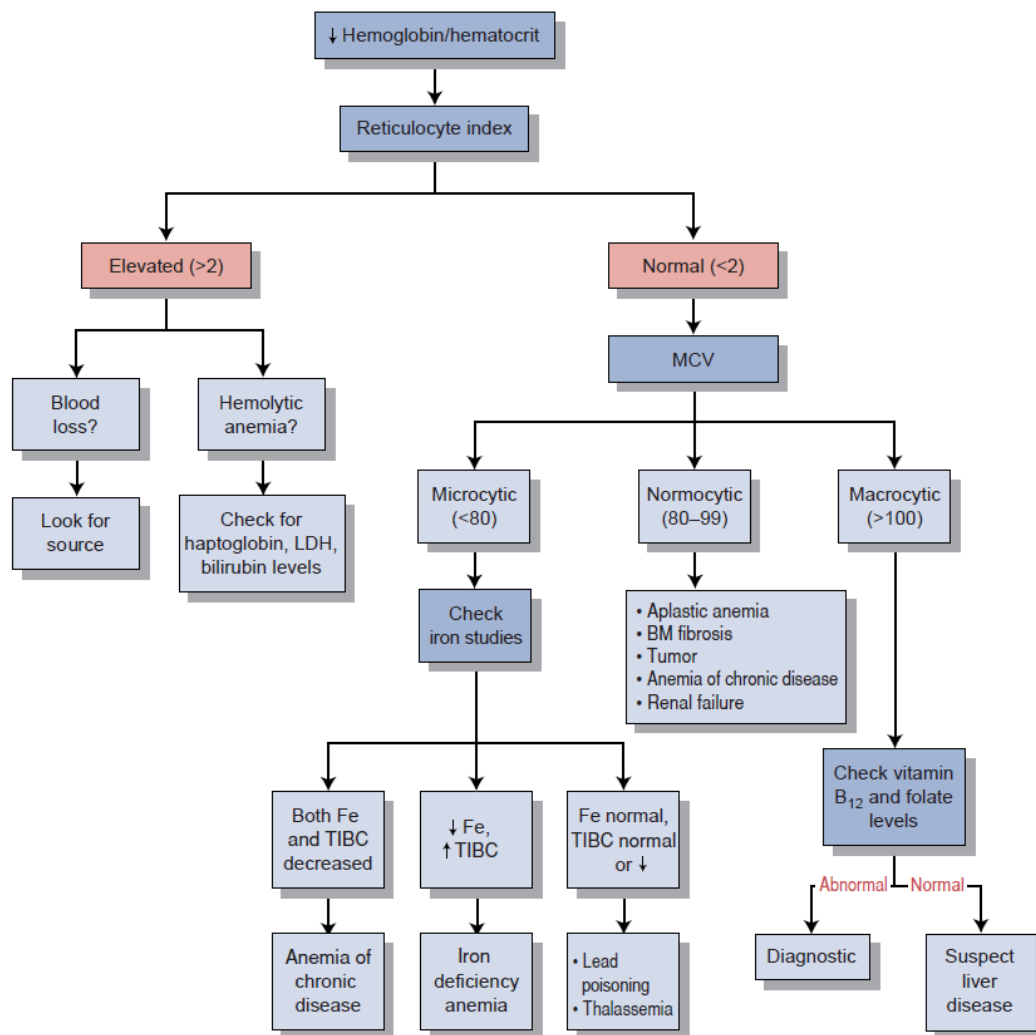 ↓ Hemoglobin/hematocrit
Reticulocyte index
Elevated (>2)
Normal (<2)
Blood
loss?
Hemolytic
anemia?
MCV
Look for
source
Check for
haptoglobin, LDH,
bilirubin levels
Microcytic
(<80)
Normocytic
(80–99)
Macrocytic
(>100)
Check
iron studies
• Aplastic anemia
• BM fibrosis
• Tumor
• Anemia of chronic disease
• Renal failure
Both Fe
and TIBC
decreased
↓ Fe,
↑ TIBC
Fe normal,
TIBC normal
or ↓
Check vitamin
B12 and folate
levels
Abnormal
Normal
Anemia of
chronic
disease
Iron
deficiency
anemia
• Lead
poisoning
• Thalassemia
Diagnostic
Suspect
liver
disease